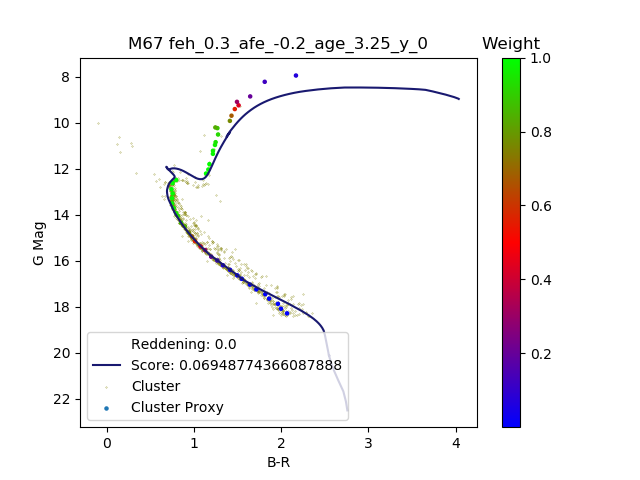 M67 feh_0.3_afe_-0.2_age_3.25_y_0
Weight
8
10
12
14
16
18
20
22
G Mag
0
1
2
3
4
B-R
Reddening: 0.0
Score: 0.06948774366087888
Cluster
Cluster Proxy
1.0
0.8
0.6
0.4
0.2